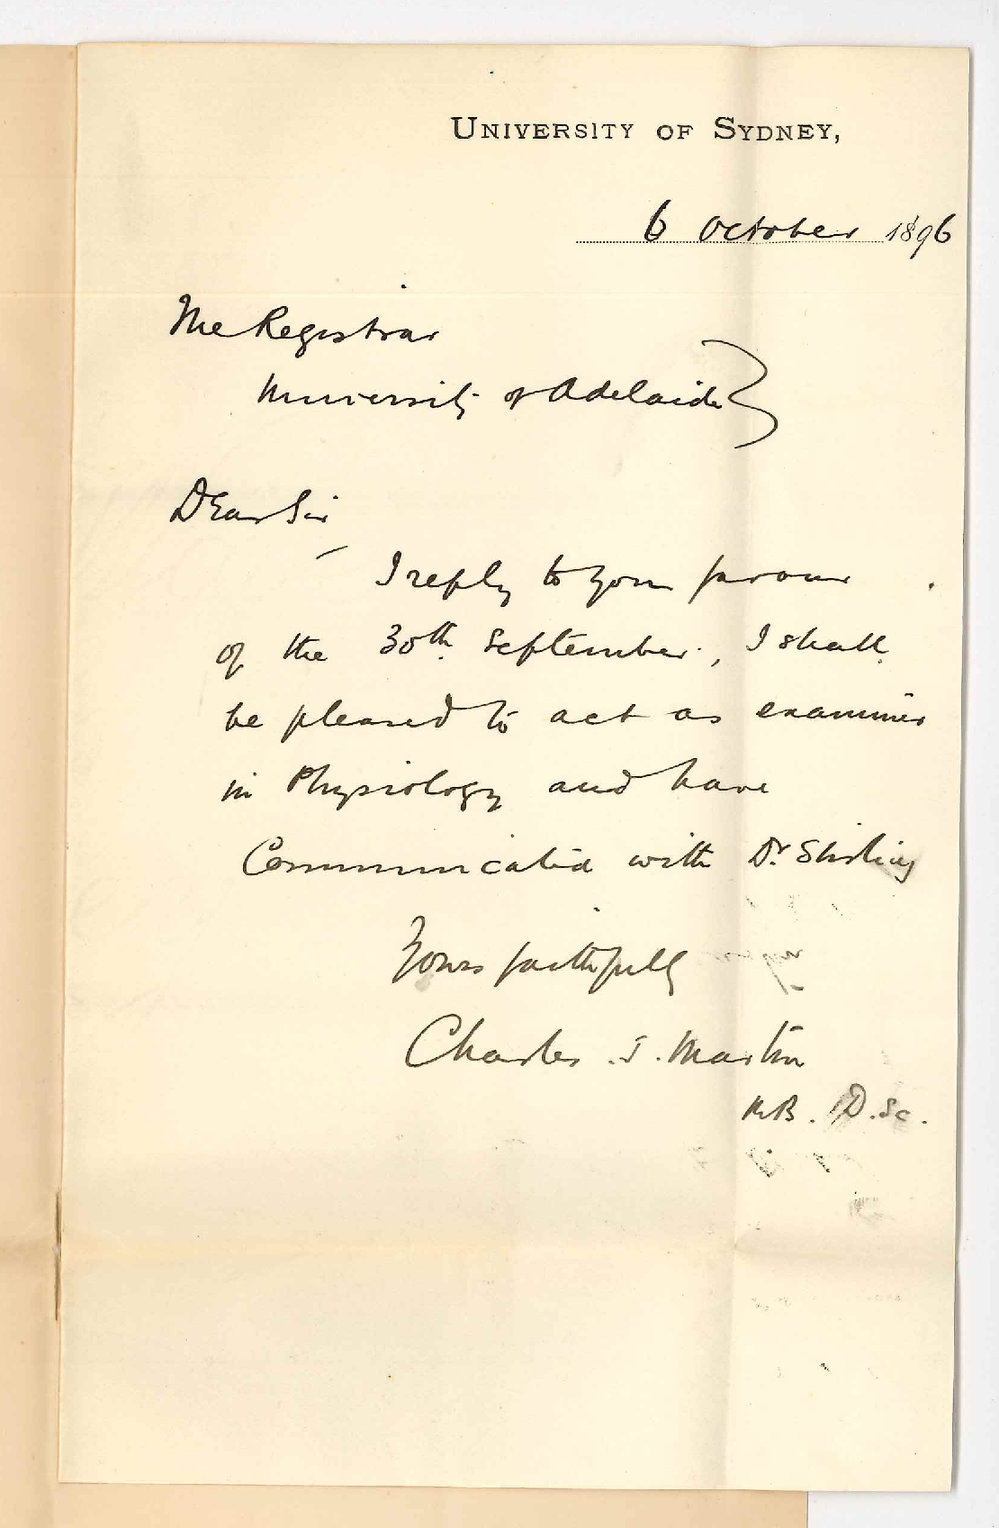 UNIVERSITY OF SYDNEY,
6 October 1896
The Registrar
University of Adelaide
Dear Sir
I reply to your favour
of the 30th September, I shall
be pleased to act as examiner
in Physiology and have
Communicated with Dr Stirling
Yours faithfully
Charles J. Martin
M B. D. Sc.